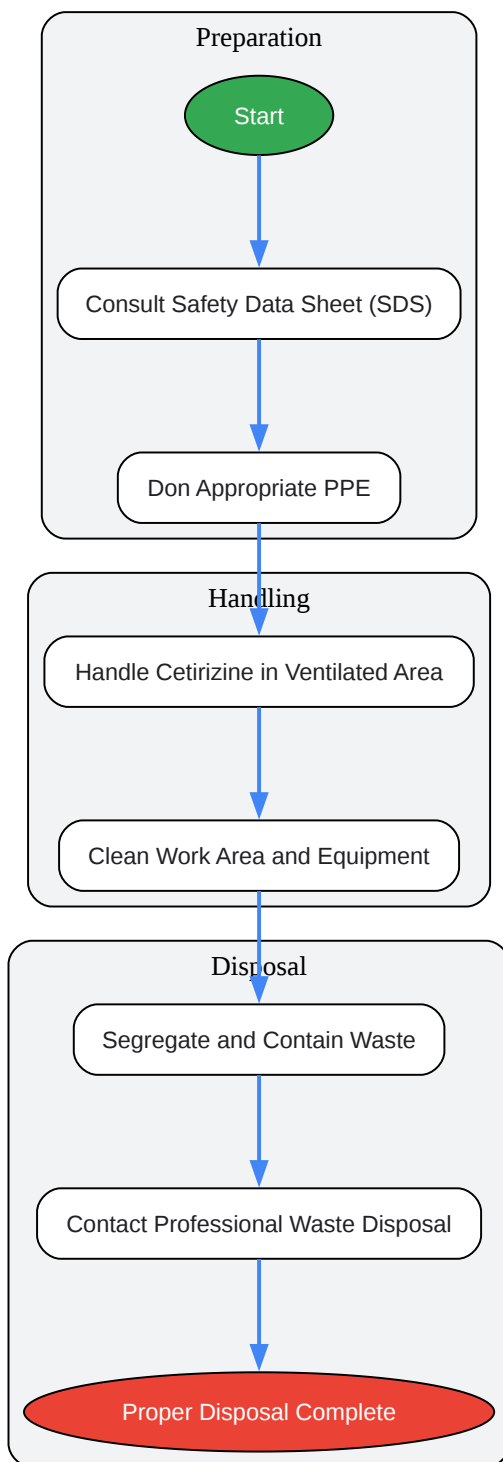 Preparation
Start
Consult Safety Data Sheet (SDS)
Don Appropriate PPE
Handling
Handle Cetirizine in Ventilated Area
Clean Work Area and Equipment
Disposal
Segregate and Contain Waste
Contact Professional Waste Disposal
Proper Disposal Complete